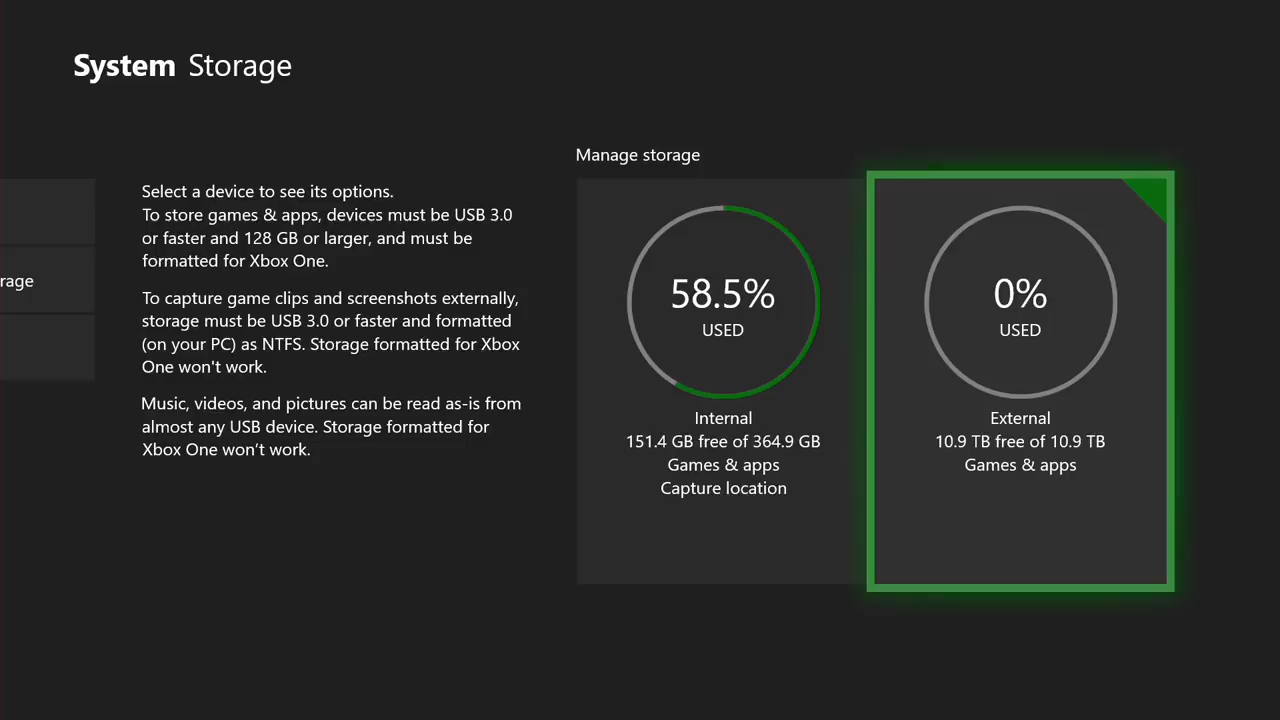 System Storage
rage
Select a device to see its options.
To store games & apps, devices must be USB 3.0
or faster and 128 GB or larger, and must be
formatted for Xbox One.
To capture game clips and screenshots externally,
storage must be USB 3.0 or faster and formatted
(on your PC) as NTFS. Storage formatted for Xbox
One won't work.
Music, videos, and pictures can be read as-is from
almost any USB device. Storage formatted for
Xbox One won’t work.
Manage storage
58.5%
USED
Internal
151.4 GB free of 364.9 GB
Games & apps
Capture location
0%
USED
External
10.9 TB free of 10.9 TB
Games & apps